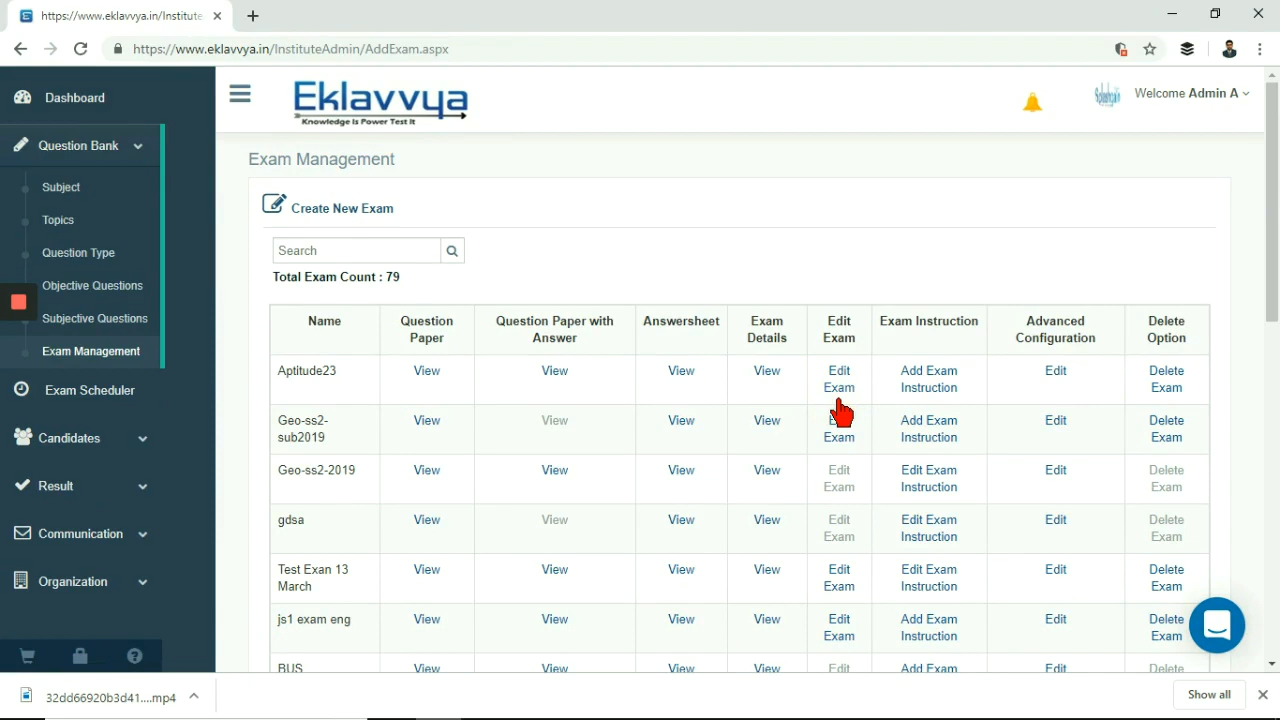 https://www.eklavvya.in/Institute
https://www.eklavvya.in/InstituteAdmin/AddExam.aspx
Dashboard
Question Bank
Subject
Topics
Question Type
Objective Questions
Subjective Questions
Exam Management
Exam Scheduler
Candidates
Result
Communication
Organization
Eklavvya
Knowledge Is Power Test It
Welcome Admin A
Exam Management
Create New Exam
Search
Total Exam Count : 79
Name Question Paper Question Paper with Answer Answersheet Exam Details Edit Exam Exam Instruction Advanced Configuration Delete Option
Aptitude23 View View View View Edit Exam Add Exam Instruction Edit Delete Exam
Geo-ss2-sub2019 View View View View Exam Add Exam Instruction Edit Delete Exam
Geo-ss2-2019 View View View View Edit Exam Edit Exam Instruction Edit Delete Exam
gdsa View View View View Edit Exam Edit Exam Instruction Edit Delete Exam
Test Exan 13 March View View View View Edit Exam Edit Exam Instruction Edit Delete Exam
js1 exam eng View View View View Edit Exam Add Exam Instruction Edit Delete Exam
BUS View View View View Edit Add Exam Edit Delete
32dd66920b3d41....mp4
Show all